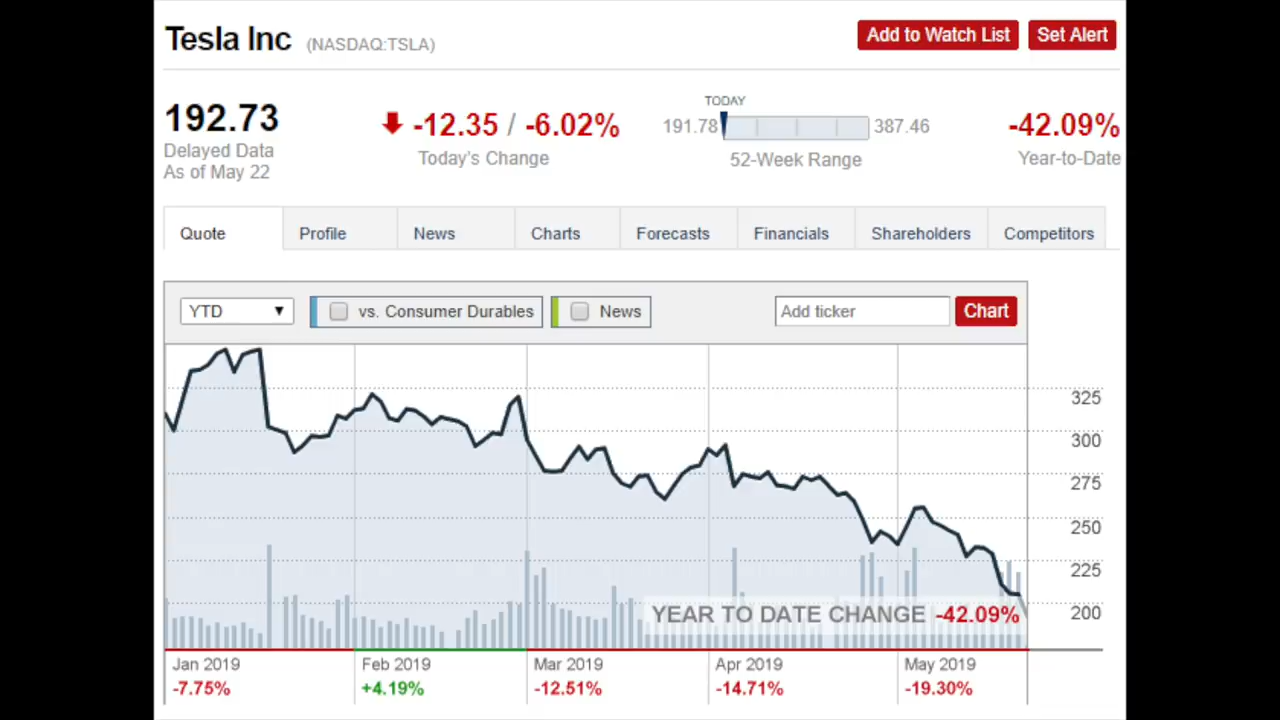 Tesla Inc (NASDAQ:TSLA)
Add to Watch List Set Alert
TODAY
192.73 -12.35 / -6.02% 191.78 387.46 -42.09%
Delayed Data Today's Change 52-Week Range Year-to-Date
As of May 22
Quote Profile News Charts Forecasts Financials Shareholders Competitors
YTD vs. Consumer Durables News Add ticker Chart
325
300
275
250
225
200
YEAR TO DATE CHANGE -42.09%
Jan 2019 Feb 2019 Mar 2019 Apr 2019 May 2019
-7.75% +4.19% -12.51% -14.71% -19.30%